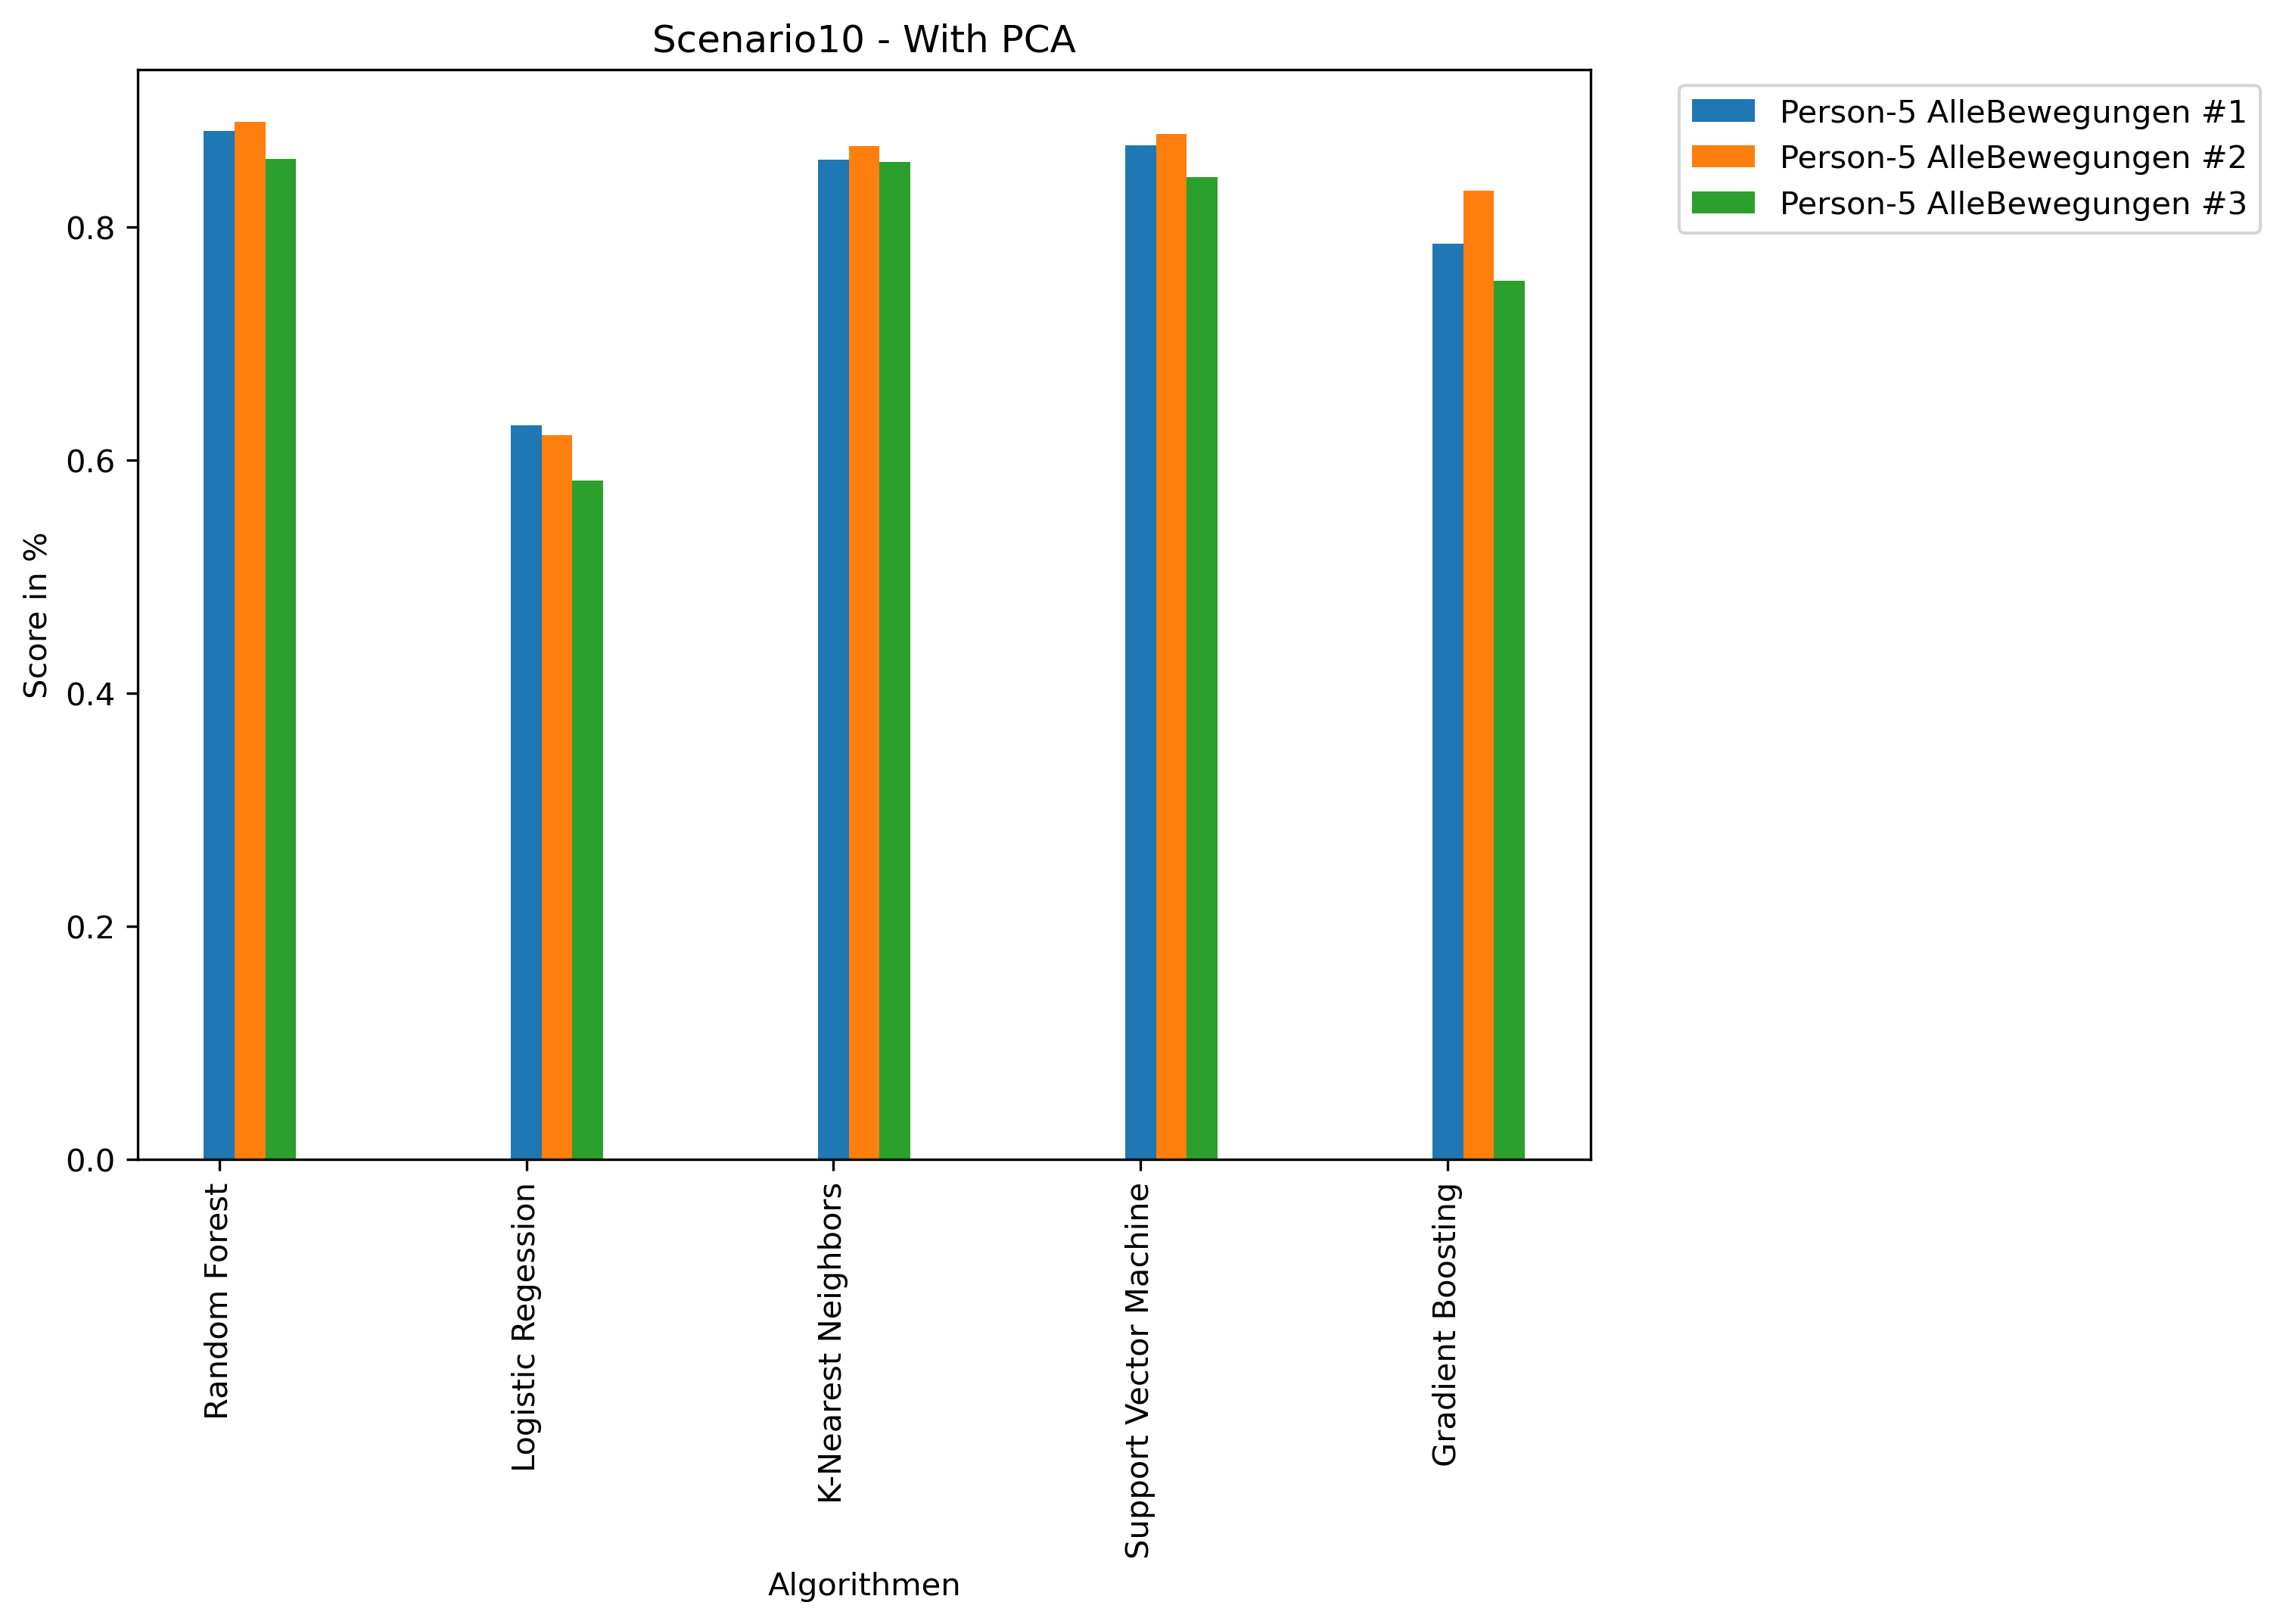 Scenario10 - With PCA
Person-5 AlleBewegungen #1
Person-5 AlleBewegungen #2
Person-5 AlleBewegungen #3
Score in %
0.8
0.6
0.4
0.2
0.0
Random Forest
Logistic Regession
K-Nearest Neighbors
Support Vector Machine
Gradient Boosting
Algorithmen